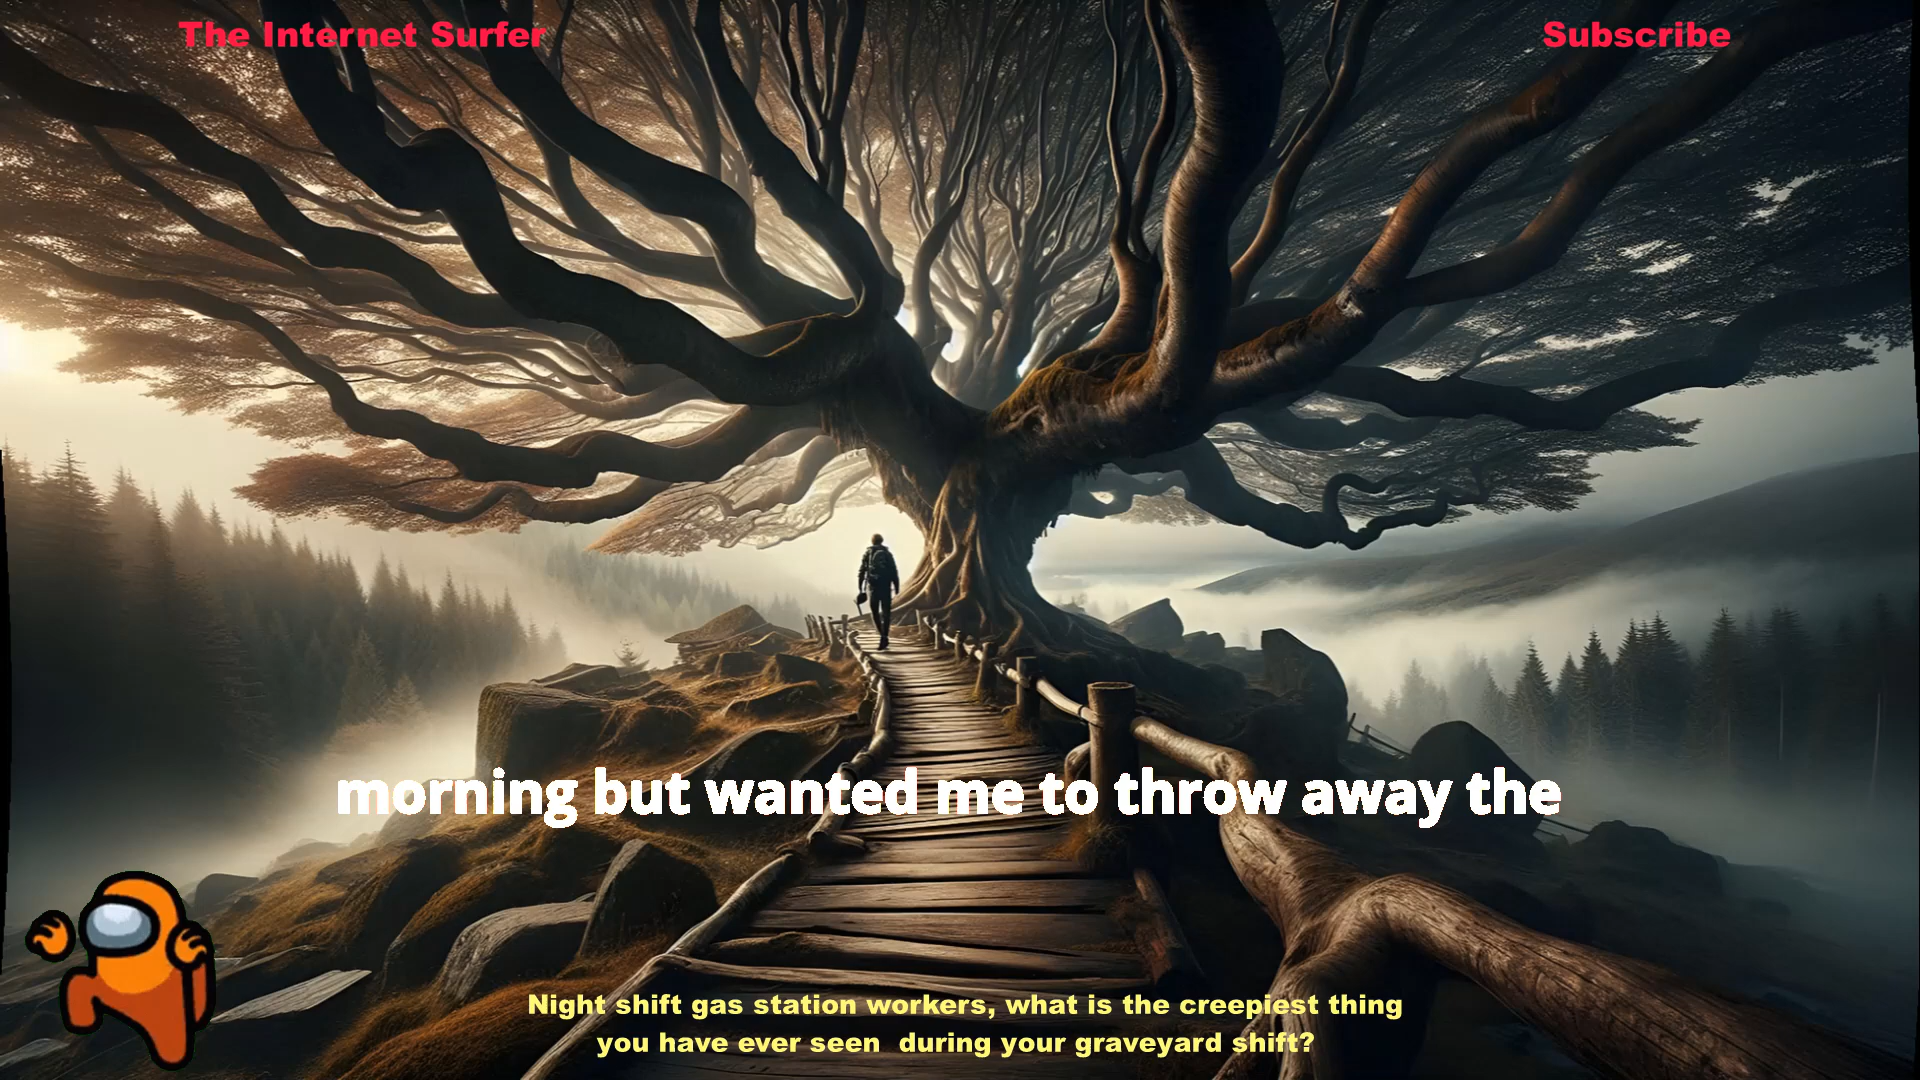 The Internet Surfer
Subscribe
morning but wanted me to throw away the
Night shift gas station workers, what is the creepiest thing
you have ever seen during your graveyard shift?